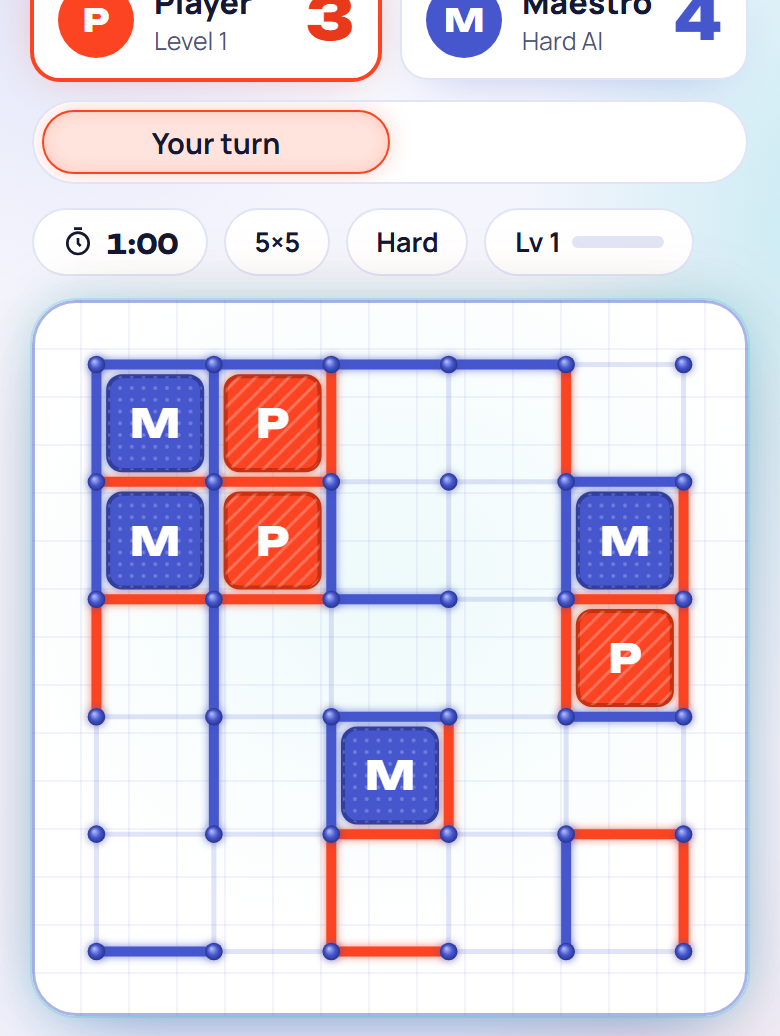 P Player 3
Level 1
M Maestro 4
Hard AI
Your turn
1:00 5×5 Hard Lv 1
M P
M P M
P
M